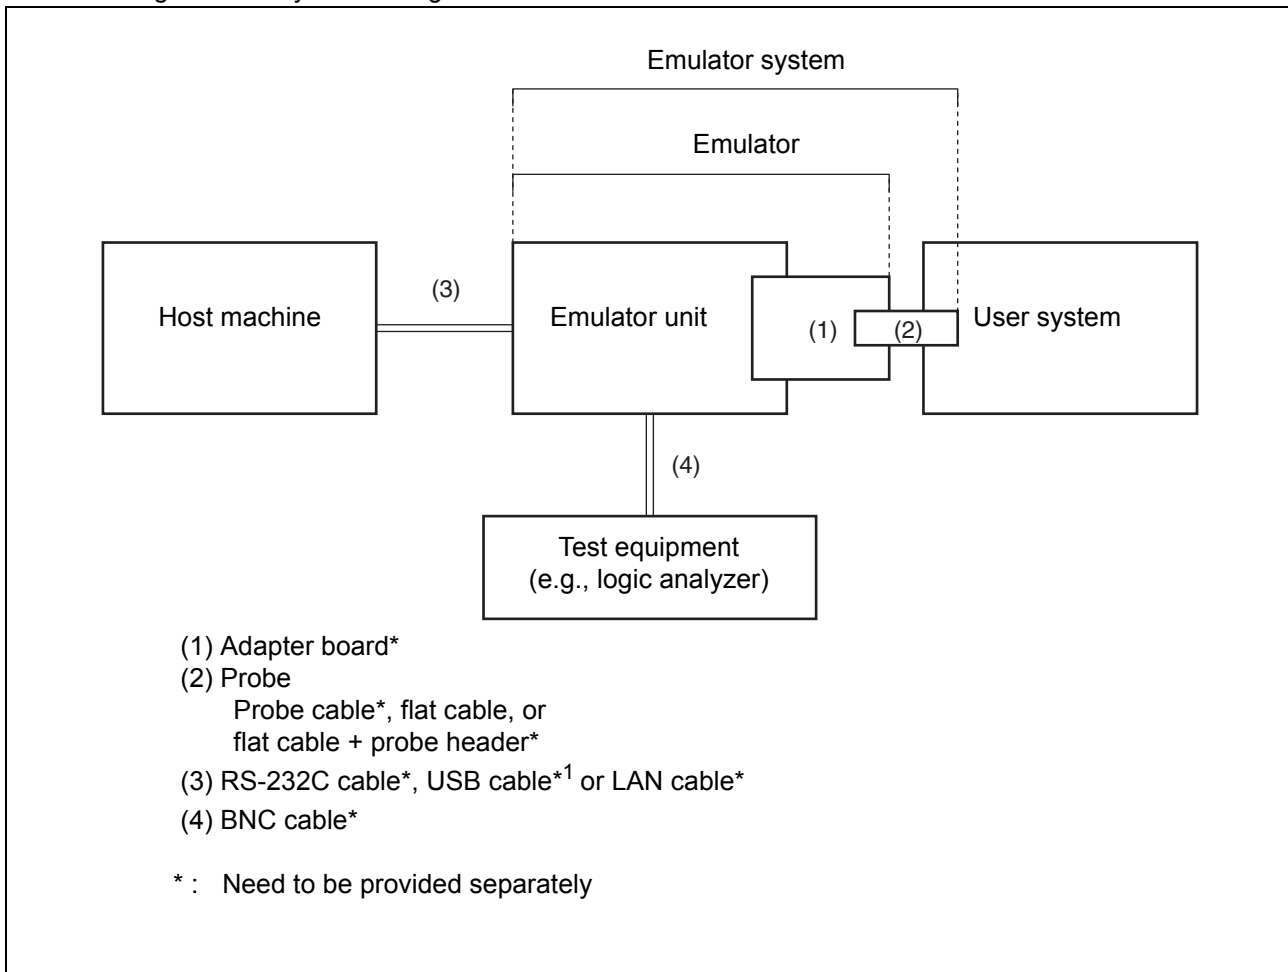 Emulator system
Emulator
Host machine
(3)
Emulator unit
(1)
(2)
User system
(4)
Test equipment
(e.g., logic analyzer)
(1) Adapter board*
(2) Probe
Probe cable*, flat cable, or
flat cable + probe header*
(3) RS-232C cable*, USB cable*1 or LAN cable*
(4) BNC cable*
* : Need to be provided separately